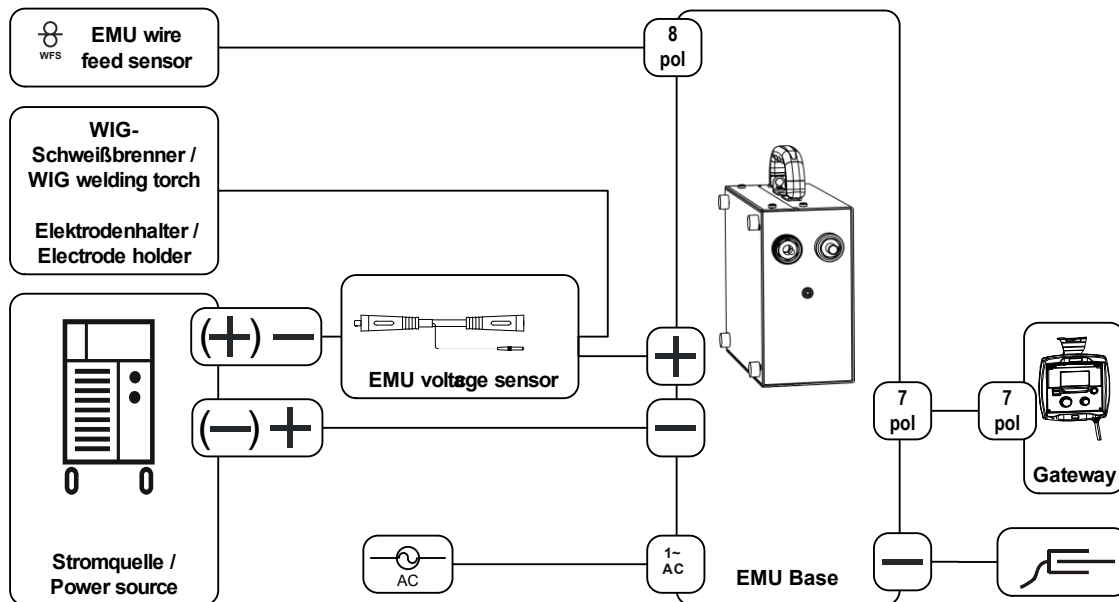 EMU wire
feed sensor
WFS
8
pol
WIG-
Schweißbrenner /
WIG welding torch
Elektrodenhalter /
Electrode holder
(+) −
EMU voltage sensor
+
(−) +
−
7
pol
7
pol
Gateway
Stromquelle /
Power source
AC
1~
AC
EMU Base
−